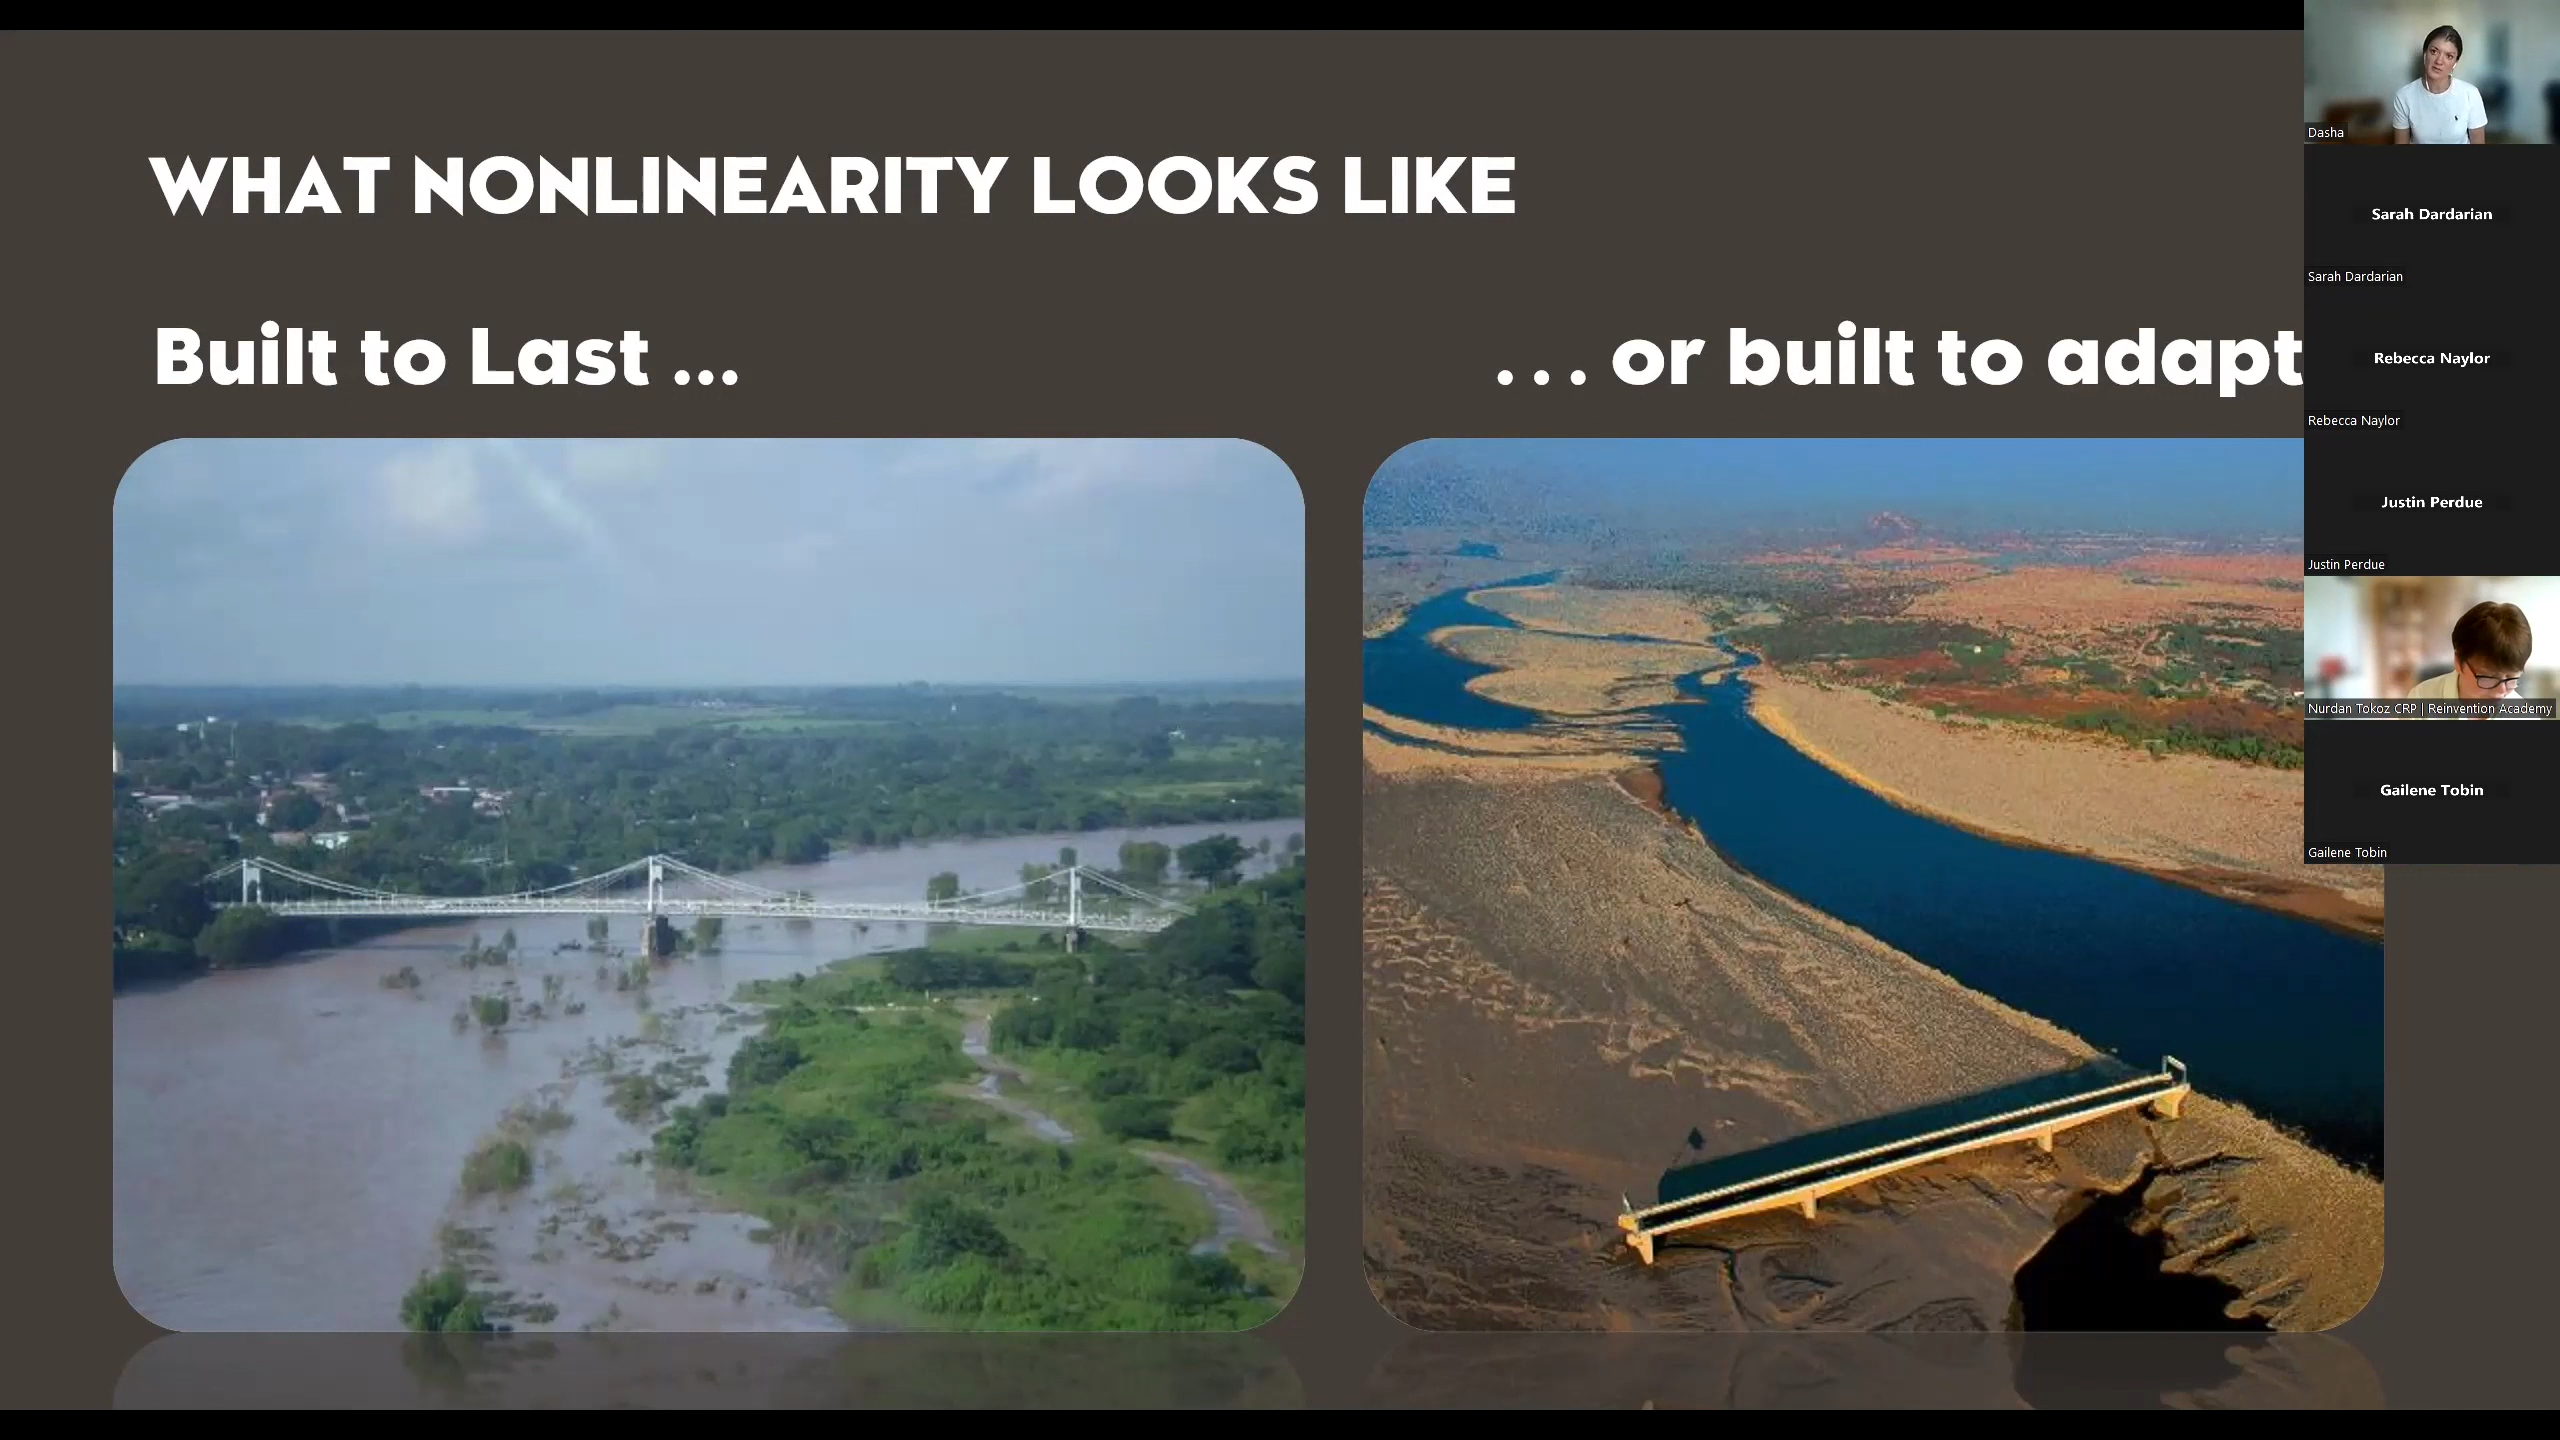 WHAT NONLINEARITY LOOKS LIKE
Built to Last ...
... or built to adapt
Dasha
Sarah Dardarian
Sarah Dardarian
Rebecca Naylor
Rebecca Naylor
Justin Perdue
Justin Perdue
Nurdan Tokoz CRP | Reinvention Academy
Gailene Tobin
Gailene Tobin